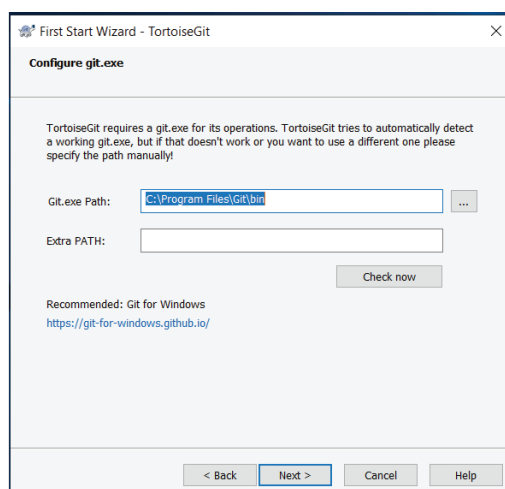 First Start Wizard - TortoiseGit
Configure git.exe
TortoiseGit requires a git.exe for its operations. TortoiseGit tries to automatically detect
a working git.exe, but if that doesn't work or you want to use a different one please
specify the path manually!
Git.exe Path:
C:\Program Files\Git\bin
...
Extra PATH:
Check now
Recommended: Git for Windows
https://git-for-windows.github.io/
< Back
Next >
Cancel
Help